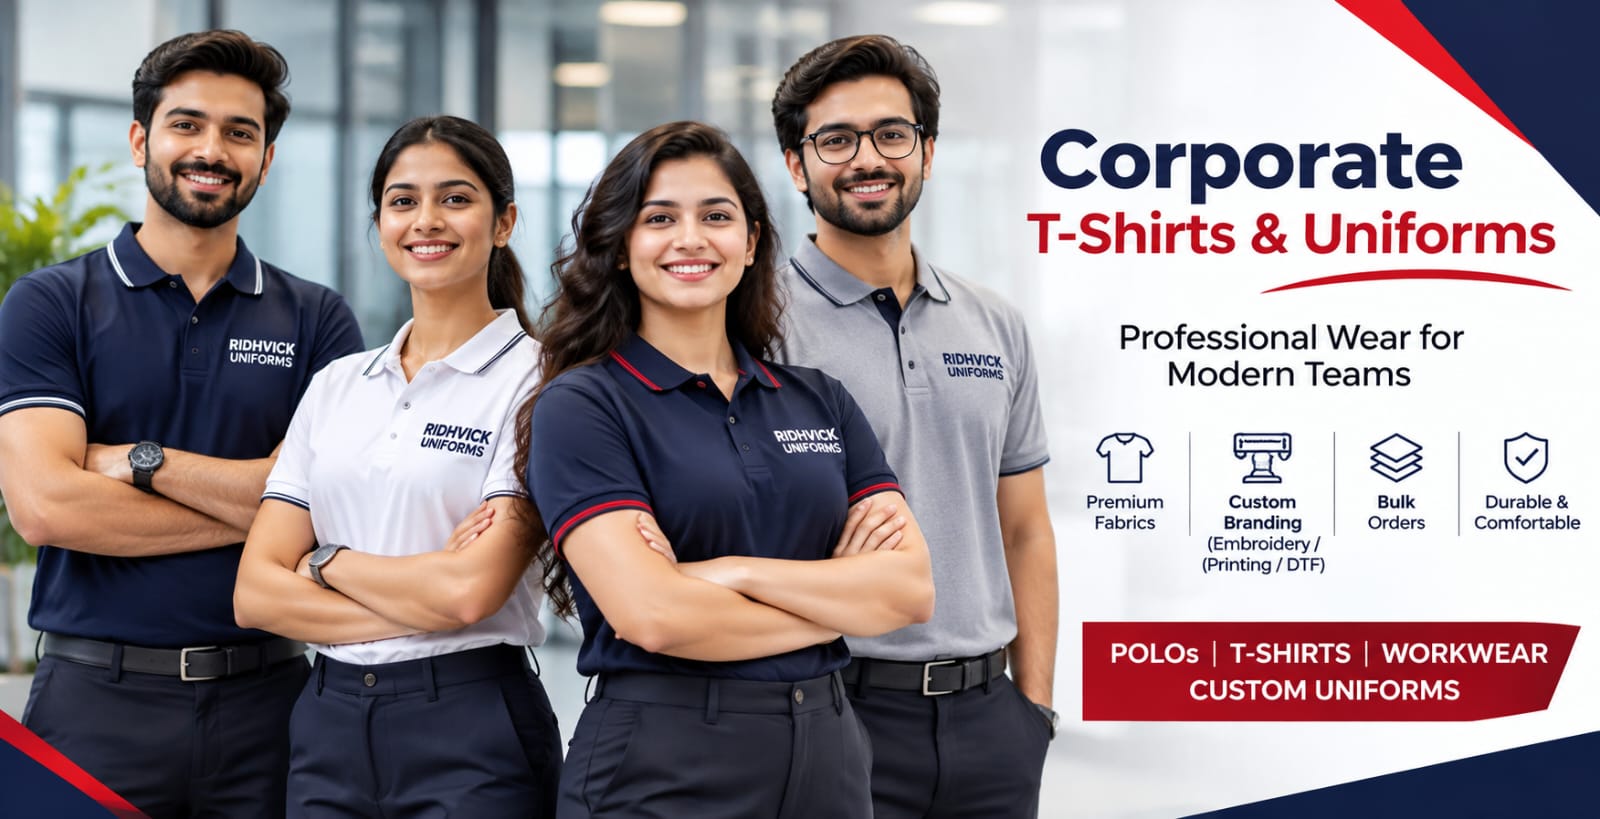 RIDHVICK
UNIFORMS
RIDHVICK
UNIFORMS
RIDHVICK
UNIFORMS
RIDHVICK
UNIFORMS
Corporate
T-Shirts & Uniforms
Professional Wear for
Modern Teams
Premium
Fabrics
Custom
Branding
(Embroidery /
(Printing / DTF)
Bulk
Orders
Durable &
Comfortable
POLOs | T-SHIRTS | WORKWEAR
CUSTOM UNIFORMS